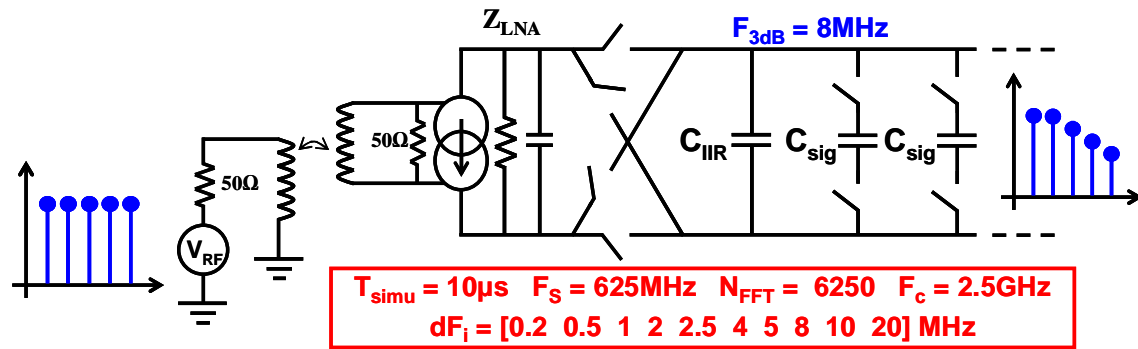 Z_LNA
F_3dB = 8MHz
50Ω
50Ω
V_RF
C_IIR
C_sig
C_sig
T_simu = 10µs F_S = 625MHz N_FFT = 6250 F_c = 2.5GHz
dF_i = [0.2 0.5 1 2 2.5 4 5 8 10 20] MHz